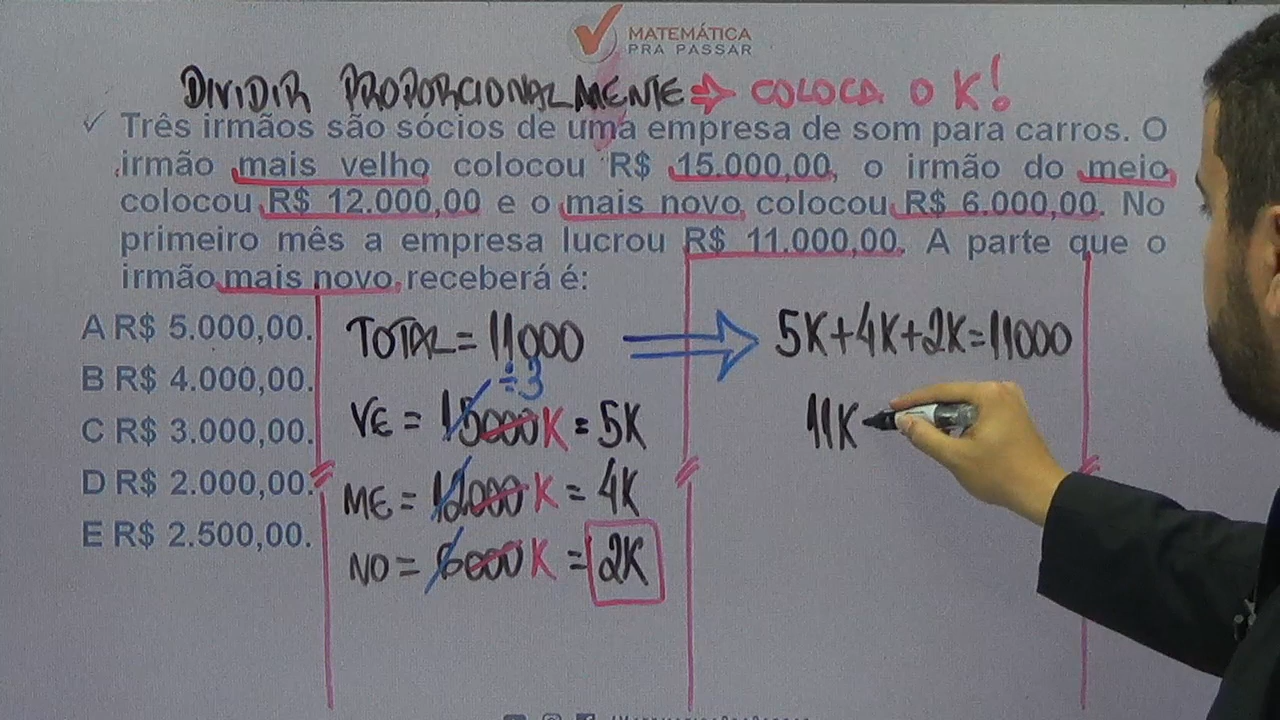 MATEMÁTICA
PRA PASSAR
DIVIDIR PROPORCIONALMENTE ⇒ COLOCA O K!
✓ Três irmãos são sócios de uma empresa de som para carros. O
irmão mais velho colocou R$ 15.000,00, o irmão do meio
colocou R$ 12.000,00 e o mais novo colocou R$ 6.000,00. No
primeiro mês a empresa lucrou R$ 11.000,00. A parte que o
irmão mais novo receberá é:
A R$ 5.000,00.
B R$ 4.000,00.
C R$ 3.000,00.
D R$ 2.000,00.
E R$ 2.500,00.
TOTAL = 11000
÷3
VE = 15000K = 5K
ME = 12000K = 4K
NO = 6000K = 2K
5K+4K+2K=11000
11K